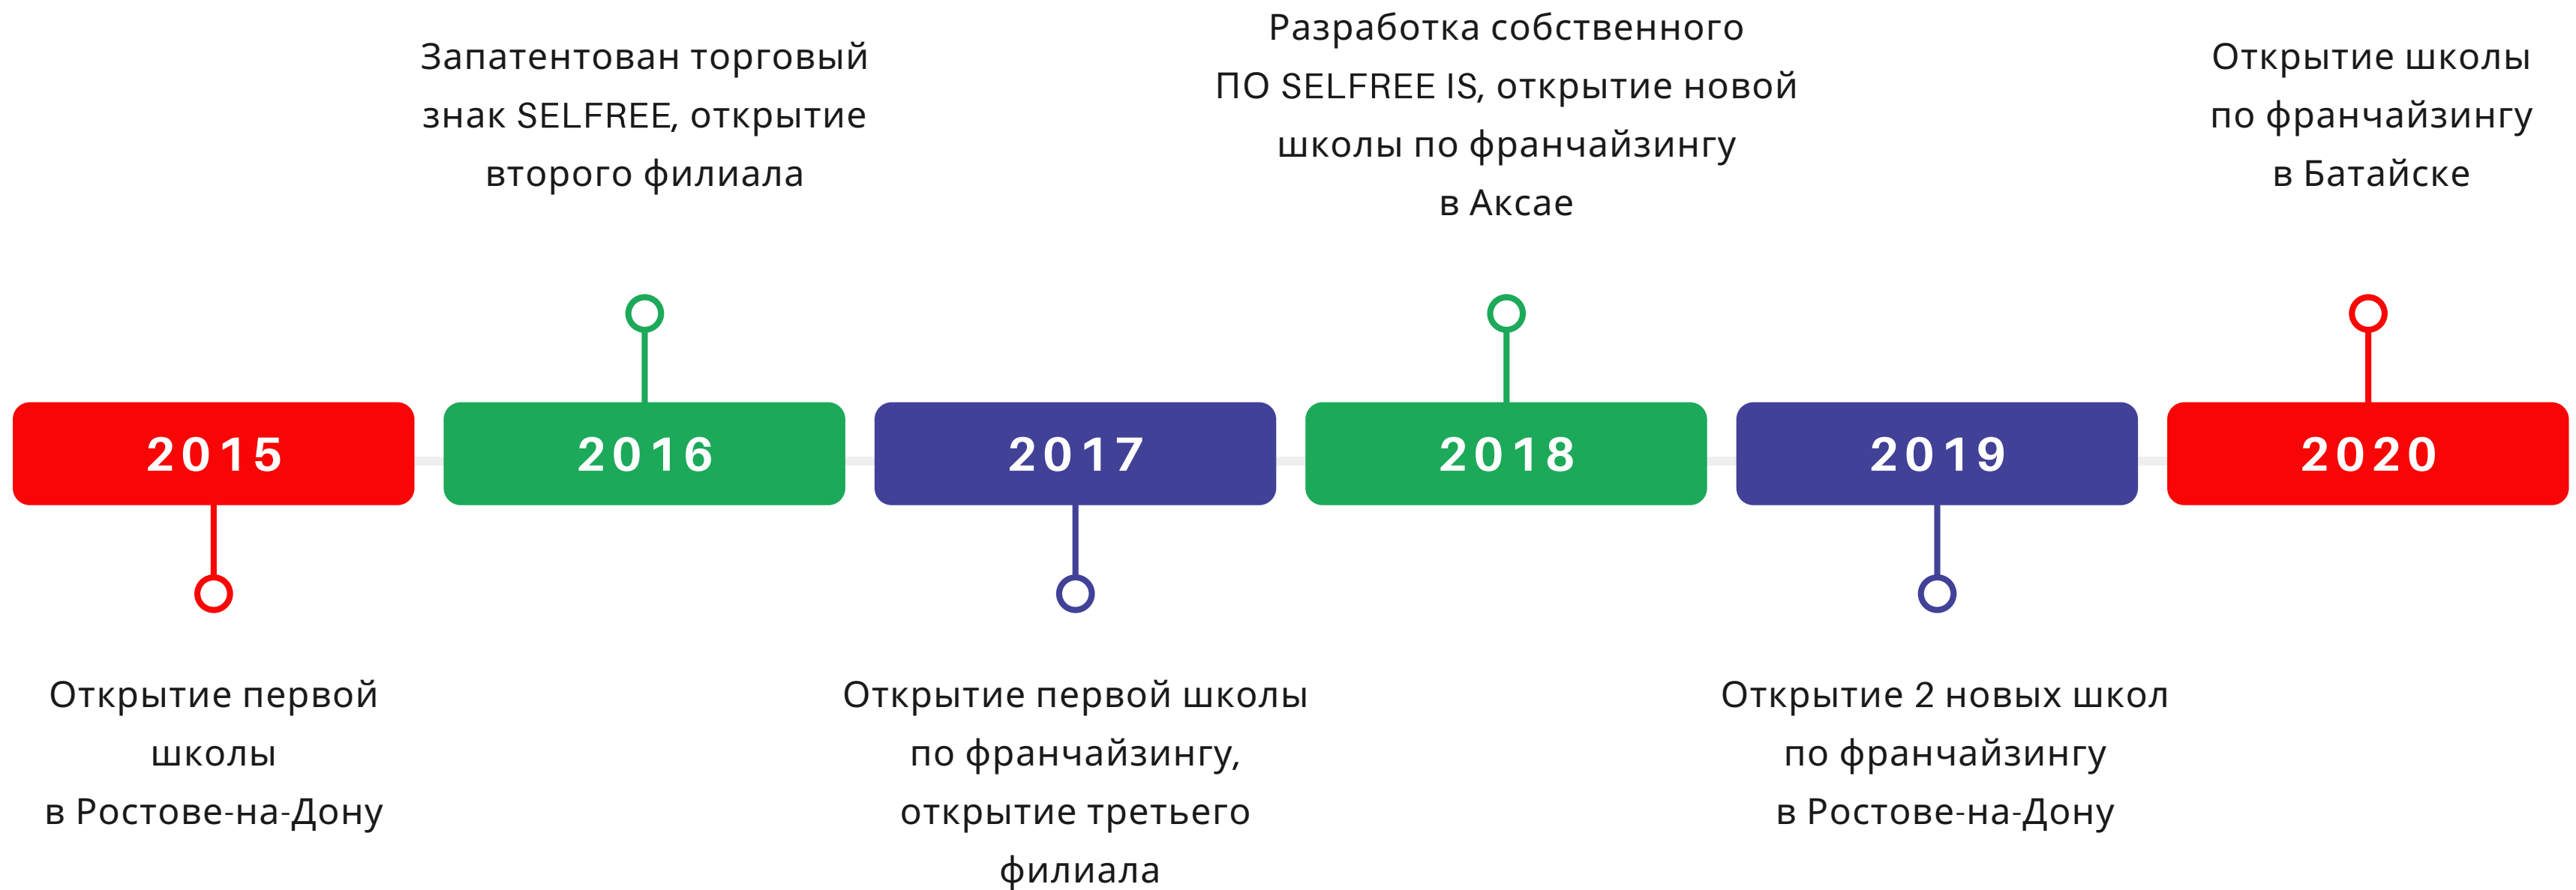 Запатентован торговый
знак SELFREE, открытие
второго филиала
Разработка собственного
ПО SELFREE IS, открытие новой
школы по франчайзингу
в Аксае
Открытие школы
по франчайзингу
в Батайске
2015
2016
2017
2018
2019
2020
Открытие первой
школы
в Ростове-на-Дону
Открытие первой школы
по франчайзингу,
открытие третьего
филиала
Открытие 2 новых школ
по франчайзингу
в Ростове-на-Дону